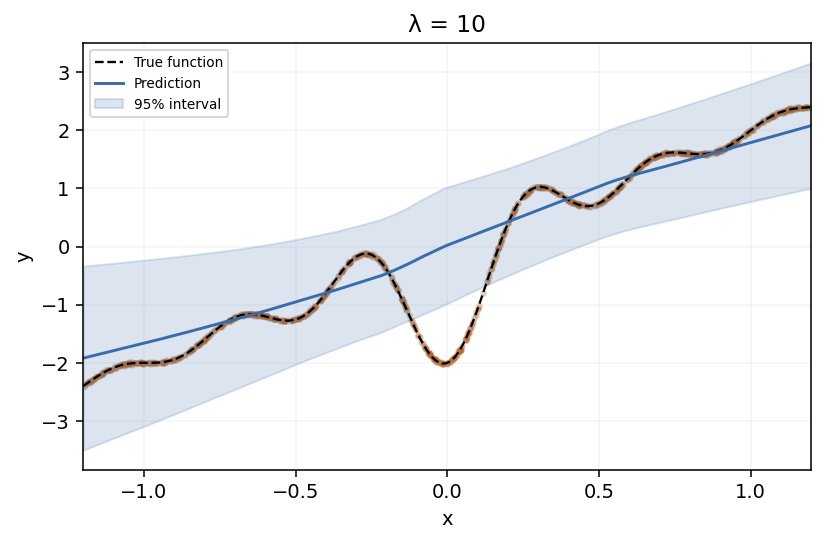 λ = 10
True function
Prediction
95% interval
y
3
2
1
0
−1
−2
−3
−1.0 −0.5 0.0 0.5 1.0
x